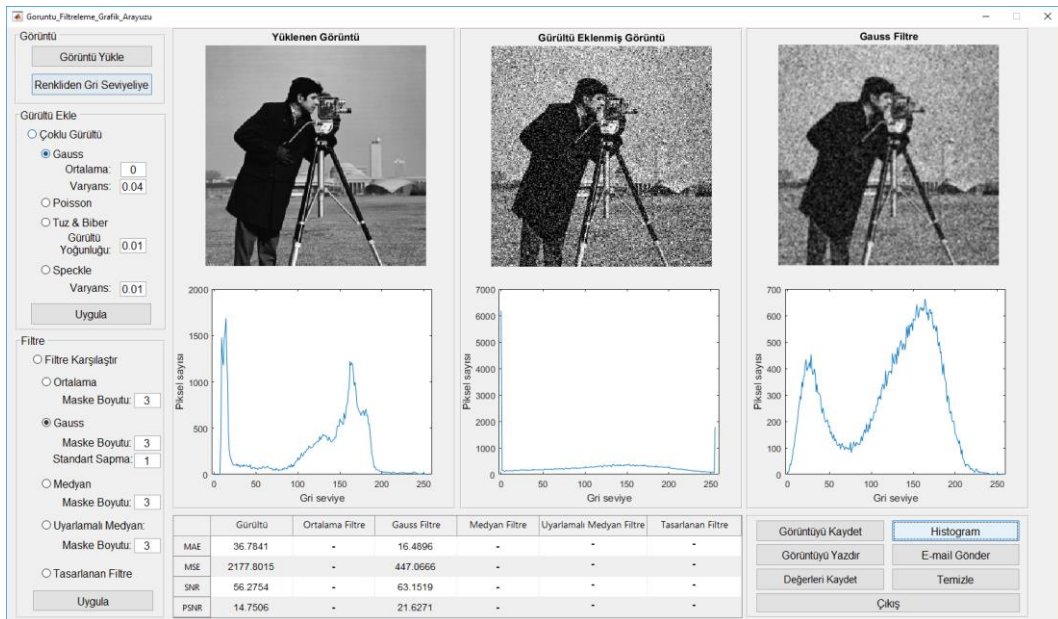 Goruntu_Filtreleme_Grafik_Arayuzu
Görüntü
Görüntü Yükle
Renkliden Gri Seviyeliye
Gürültü Ekle
Çoklu Gürültü
Gauss
Ortalama: 0
Varyans: 0.04
Poisson
Tuz & Biber
Gürültü
Yoğunluğu: 0.01
Speckle
Varyans: 0.01
Uygula
Filtre
Filtre Karşılaştır
Ortalama
Maske Boyutu: 3
Gauss
Maske Boyutu: 3
Standart Sapma: 1
Medyan
Maske Boyutu: 3
Uyarlamalı Medyan:
Maske Boyutu: 3
Tasarlanan Filtre
Uygula
Yüklenen Görüntü
2000
1500
1000
500
0
Piksel sayısı
0 50 100 150 200 250
Gri seviye
Gürültü Eklenmiş Görüntü
7000
6000
5000
4000
3000
2000
1000
0
Piksel sayısı
0 50 100 150 200 250
Gri seviye
Gauss Filtre
700
600
500
400
300
200
100
0
Piksel sayısı
0 50 100 150 200 250
Gri seviye
Gürültü Ortalama Filtre Gauss Filtre Medyan Filtre Uyarlamalı Medyan Filtre Tasarlanan Filtre
MAE 36.7841 - 16.4896 - - -
MSE 2177.8015 - 447.0666 - - -
SNR 56.2754 - 63.1519 - - -
PSNR 14.7506 - 21.6271 - - -
Görüntüyü Kaydet Histogram
Görüntüyü Yazdır E-mail Gönder
Değerleri Kaydet Temizle
Çıkış